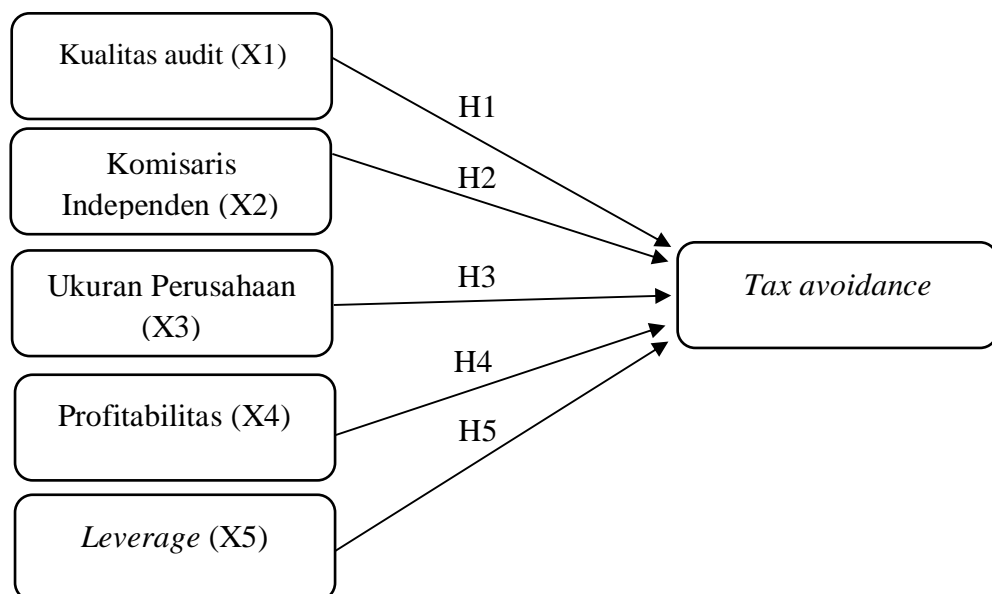 Kualitas audit (X1)
H1
Komisaris
Independen (X2)
H2
Ukuran Perusahaan
(X3)
H3
Tax avoidance
Profitabilitas (X4)
H4
H5
Leverage (X5)